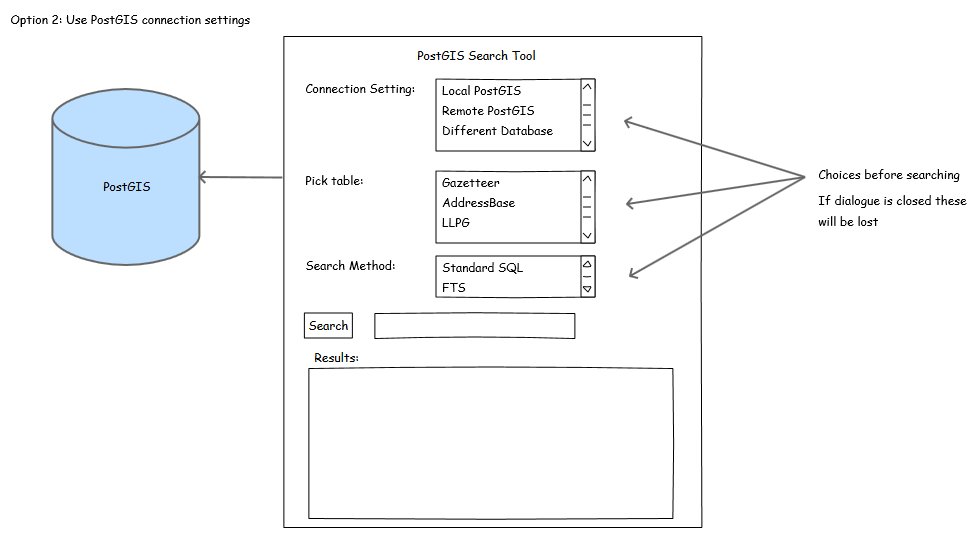 Option 2: Use PostGIS connection settings
PostGIS Search Tool
Connection Setting:
Local PostGIS
Remote PostGIS
Different Database
PostGIS
Pick table:
Gazetteer
AddressBase
LLPG
Choices before searching
If dialogue is closed these
will be lost
Search Method:
Standard SQL
FTS
Search
Results: